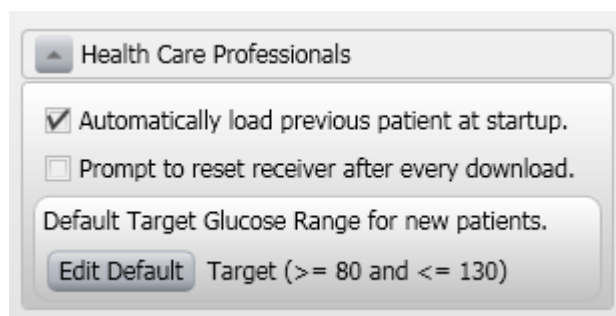 Health Care Professionals
Automatically load previous patient at startup.
Prompt to reset receiver after every download.
Default Target Glucose Range for new patients.
Edit Default Target (>= 80 and <= 130)